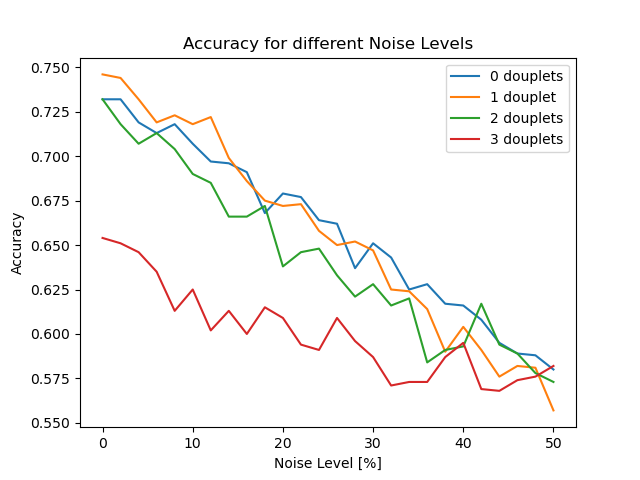 Accuracy for different Noise Levels
0 douplets
1 douplet
2 douplets
3 douplets
Accuracy
0.750
0.725
0.700
0.675
0.650
0.625
0.600
0.575
0.550
0 10 20 30 40 50
Noise Level [%]